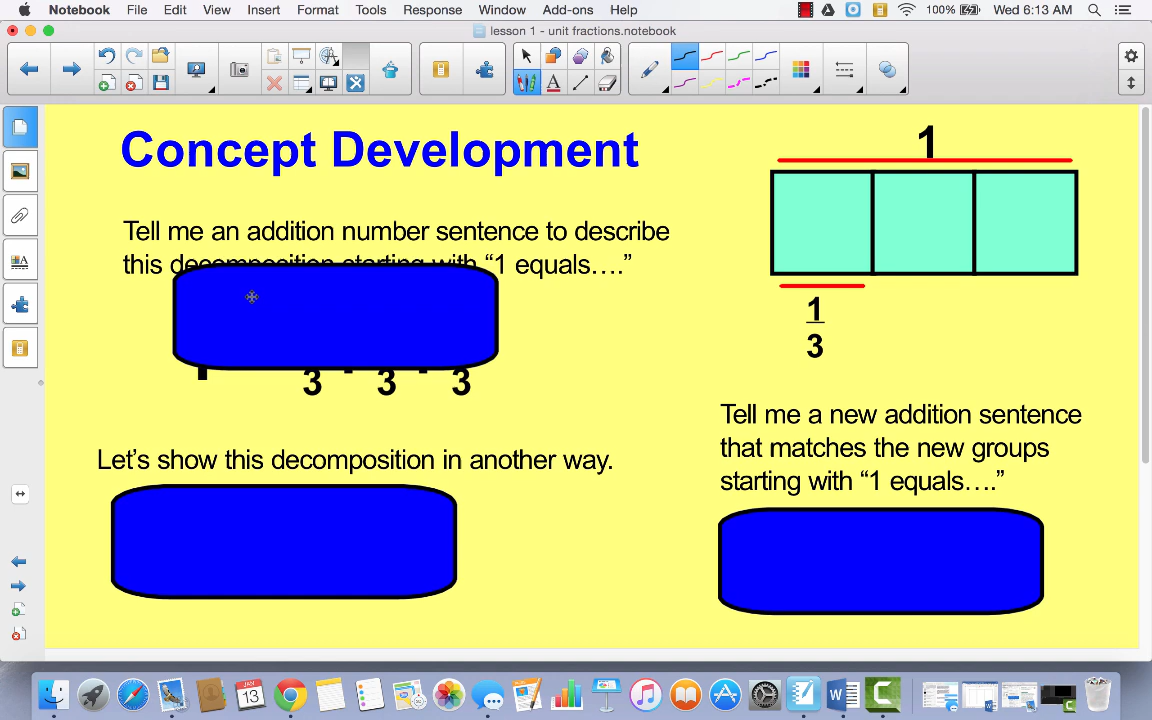 Notebook File Edit View Insert Format Tools Response Window Add-ons Help 100% Wed 6:13 AM
lesson 1 - unit fractions.notebook
Concept Development
1
Tell me an addition number sentence to describe
this decomposition starting with “1 equals….”
1
3
3 3 3
Let’s show this decomposition in another way.
Tell me a new addition sentence
that matches the new groups
starting with “1 equals….”